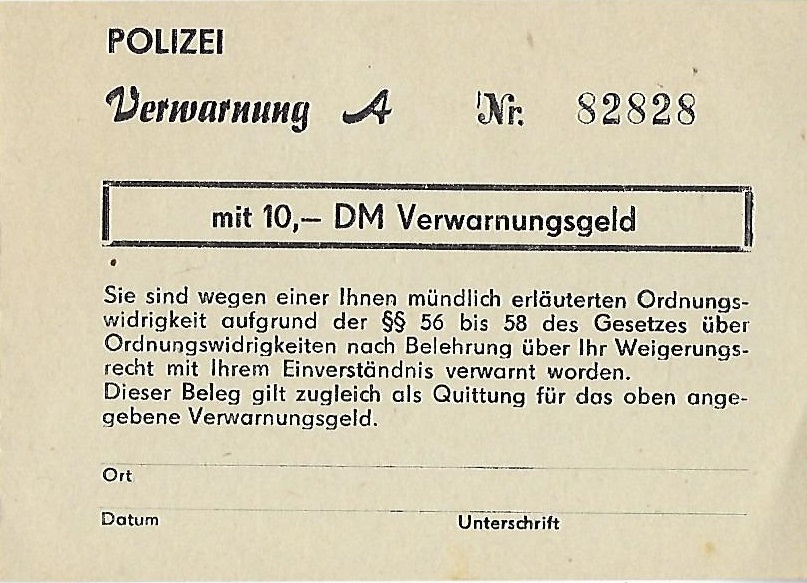 POLIZEI
Verwarnung A Nr. 82828
mit 10,— DM Verwarnungsgeld
Sie sind wegen einer Ihnen mündlich erläuterten Ordnungs-
widrigkeit aufgrund der §§ 56 bis 58 des Gesetzes über
Ordnungswidrigkeiten nach Belehrung über Ihr Weigerungs-
recht mit Ihrem Einverständnis verwarnt worden.
Dieser Beleg gilt zugleich als Quittung für das oben ange-
gebene Verwarnungsgeld.
Ort
Datum Unterschrift